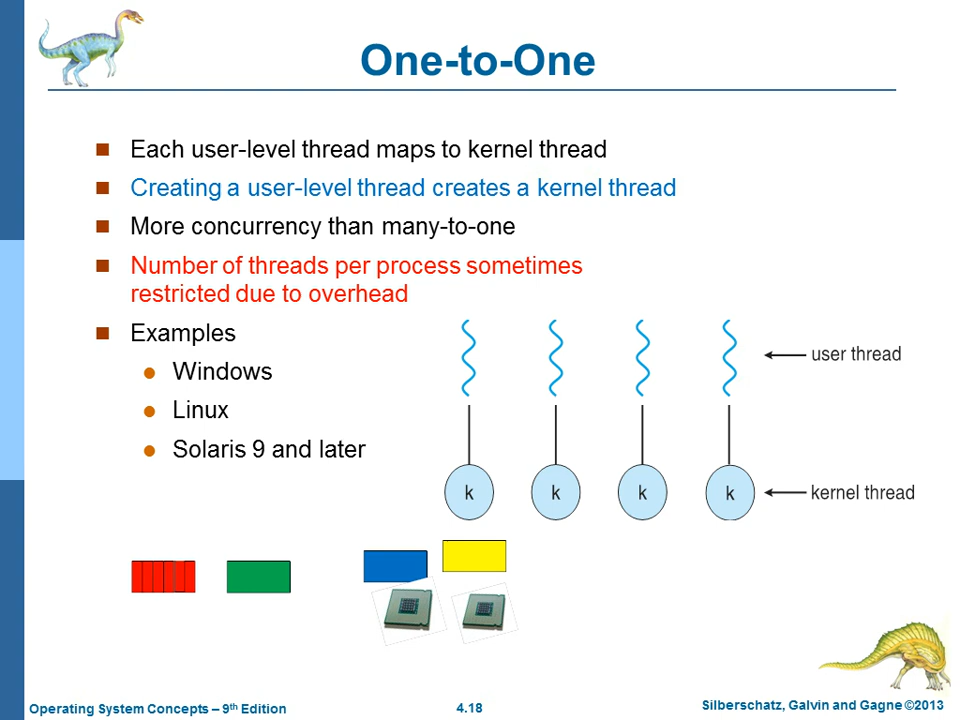 One-to-One
Each user-level thread maps to kernel thread
Creating a user-level thread creates a kernel thread
More concurrency than many-to-one
Number of threads per process sometimes
restricted due to overhead
Examples
Windows
Linux
Solaris 9 and later
user thread
k k k k
kernel thread
Operating System Concepts – 9th Edition
4.18
Silberschatz, Galvin and Gagne ©2013